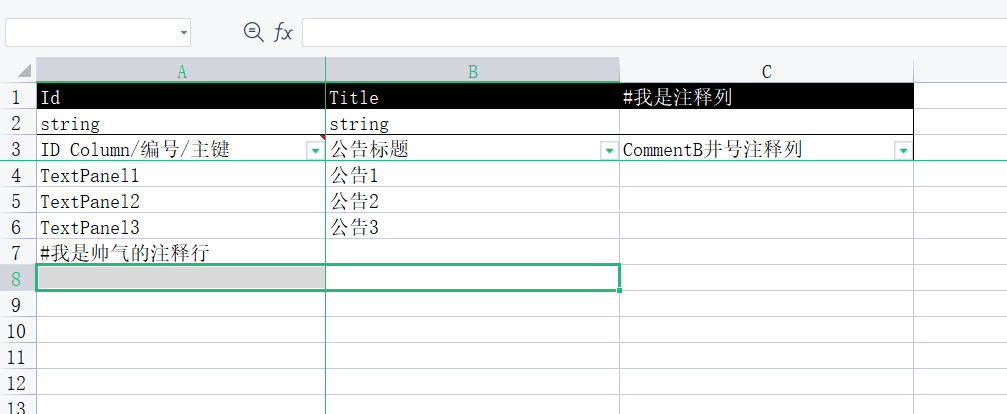 fx
A B C
1 Id Title #我是注释列
2 string string
3 ID Column/编号/主键 公告标题 CommentB井号注释列
4 TextPanel1 公告1
5 TextPanel2 公告2
6 TextPanel3 公告3
7 #我是帅气的注释行
8
9
10
11
12
13